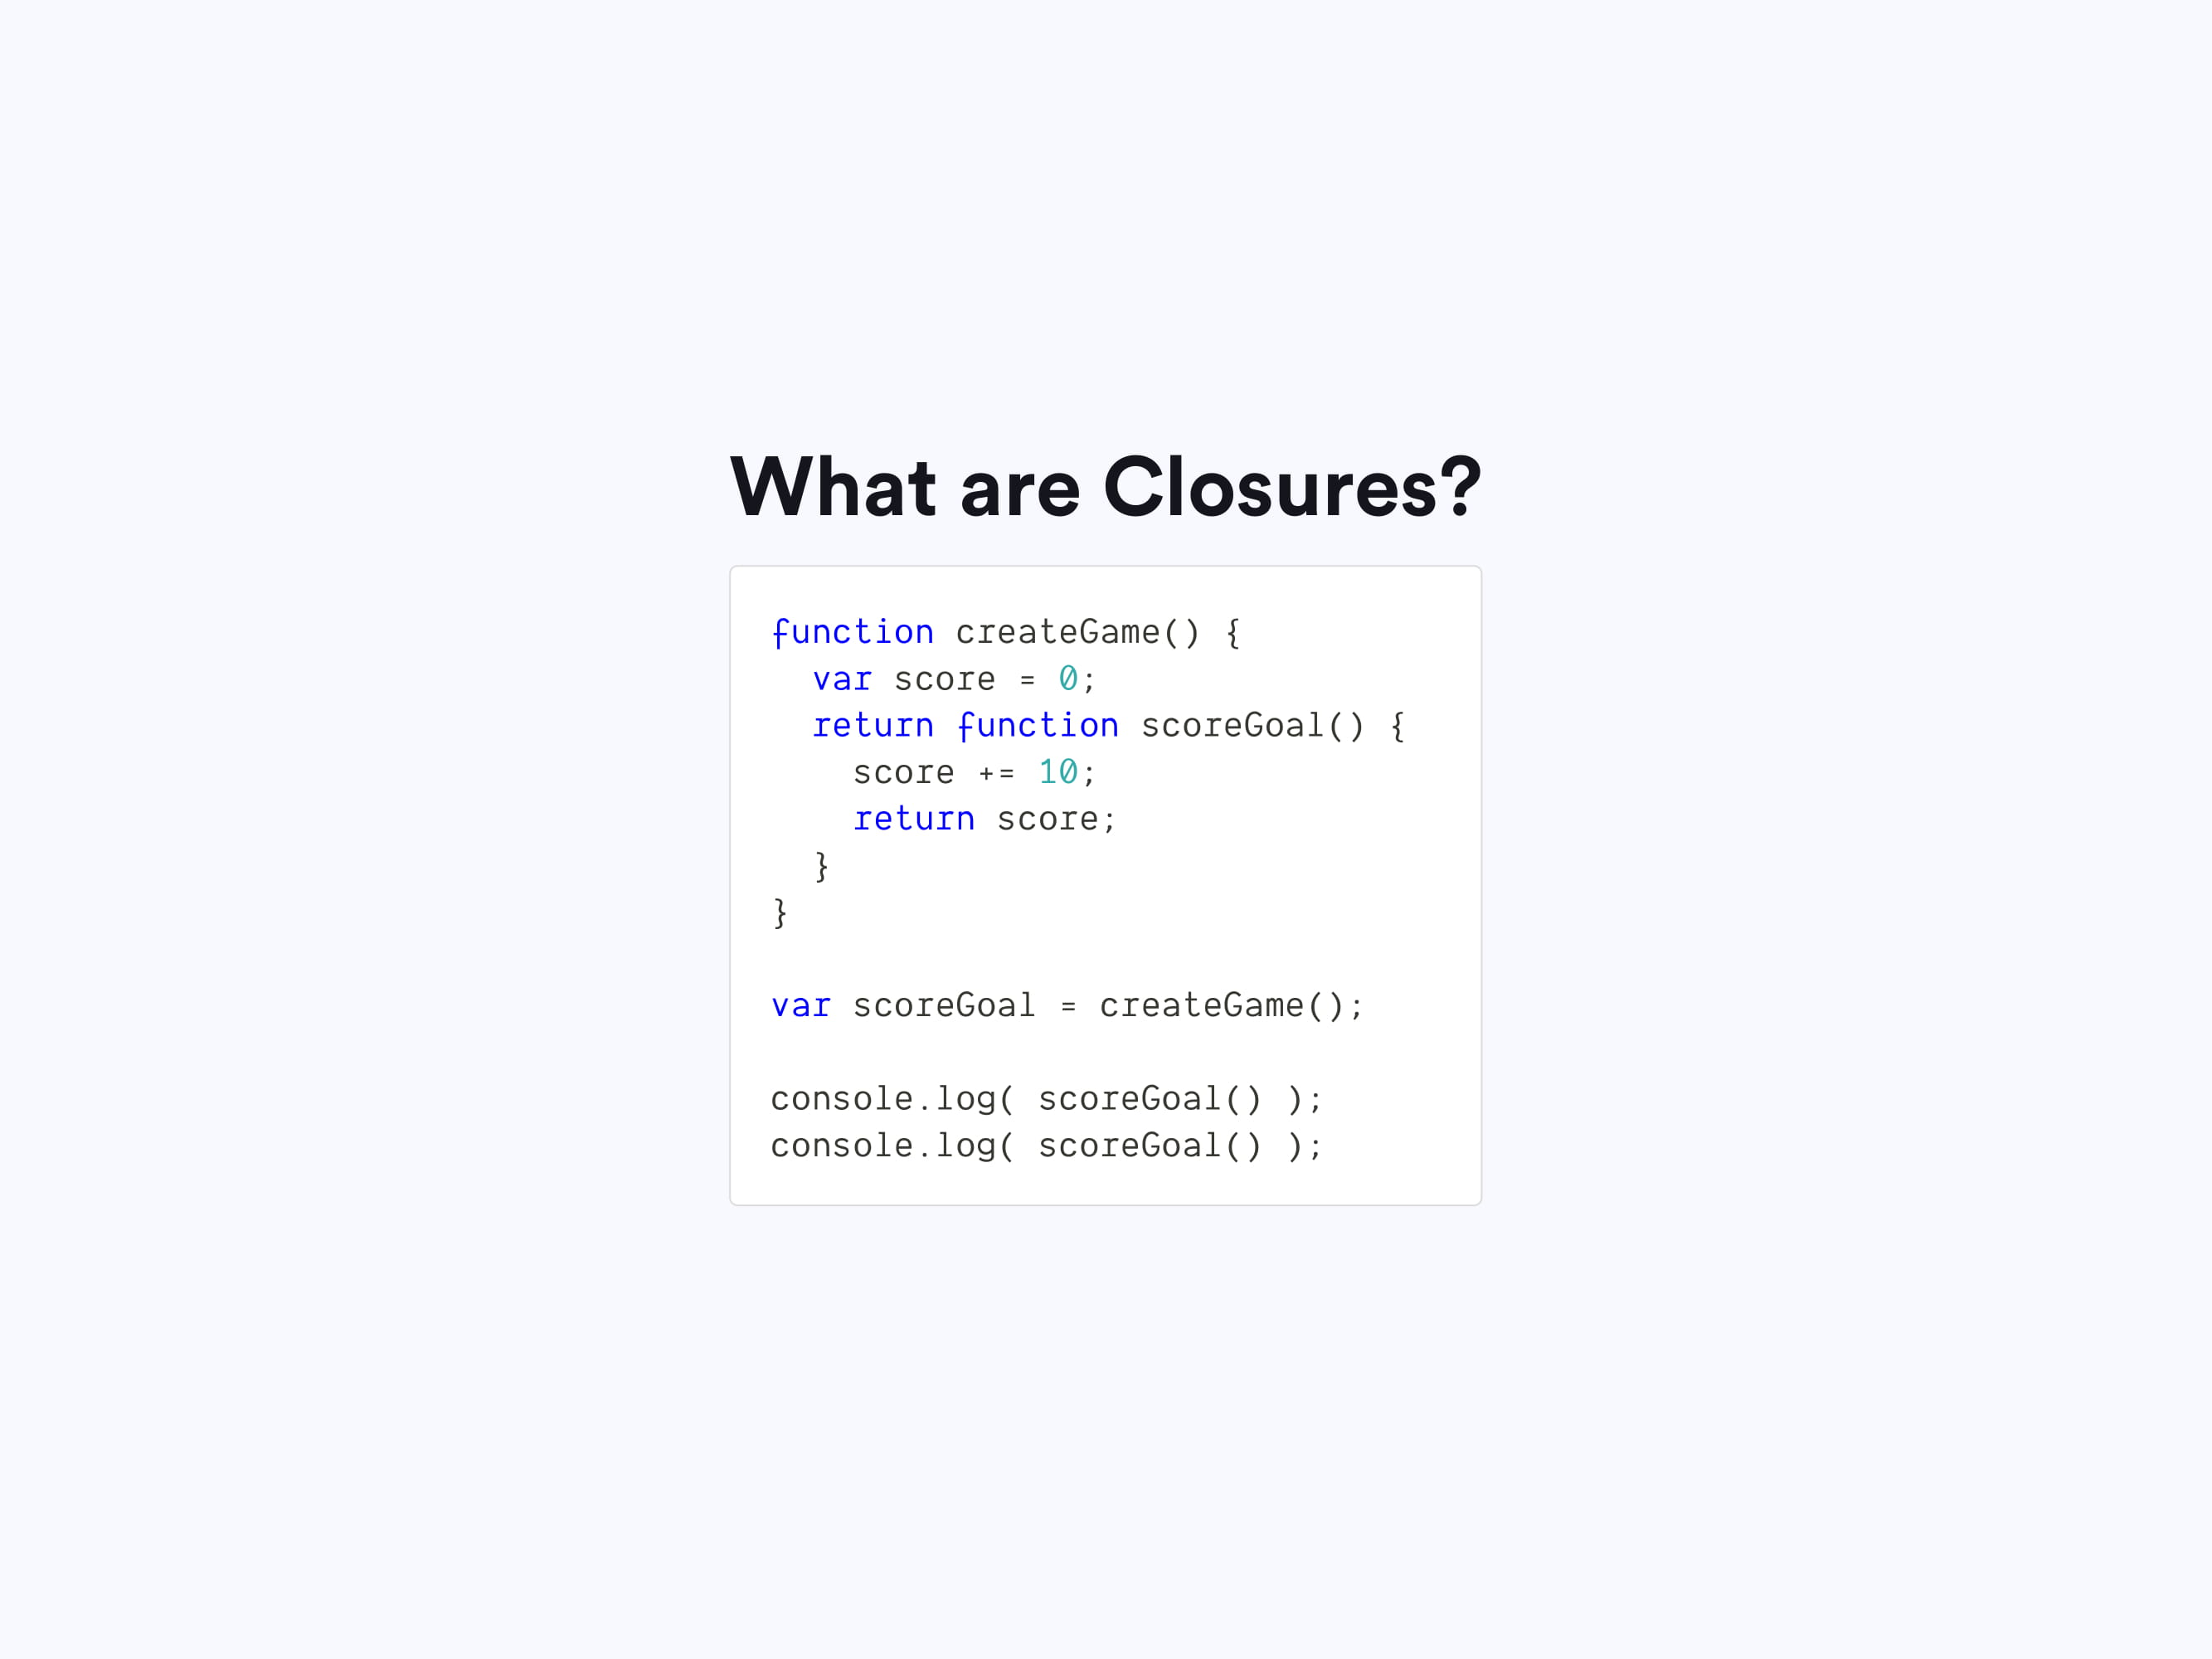 What are Closures?
function createGame() {
  var score = 0;
  return function scoreGoal() {
    score += 10;
    return score;
  }
}

var scoreGoal = createGame();

console.log( scoreGoal() );
console.log( scoreGoal() );